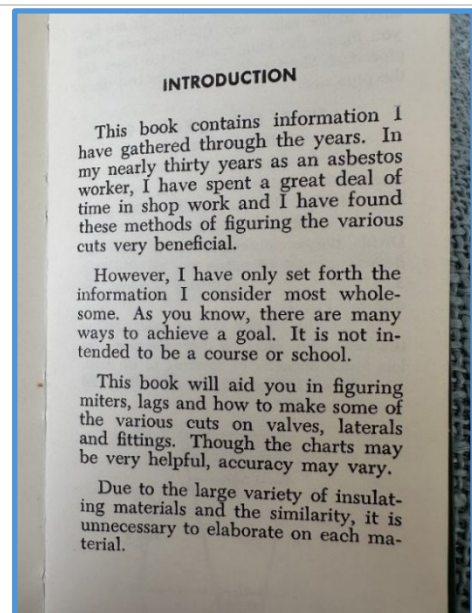 INTRODUCTION
This book contains information I
have gathered through the years. In
my nearly thirty years as an asbestos
worker, I have spent a great deal of
time in shop work and I have found
these methods of figuring the various
cuts very beneficial.
However, I have only set forth the
information I consider most whole-
some. As you know, there are many
ways to achieve a goal. It is not in-
tended to be a course or school.
This book will aid you in figuring
miters, lags and how to make some of
the various cuts on valves, laterals
and fittings. Though the charts may
be very helpful, accuracy may vary.
Due to the large variety of insulat-
ing materials and the similarity, it is
unnecessary to elaborate on each ma-
terial.